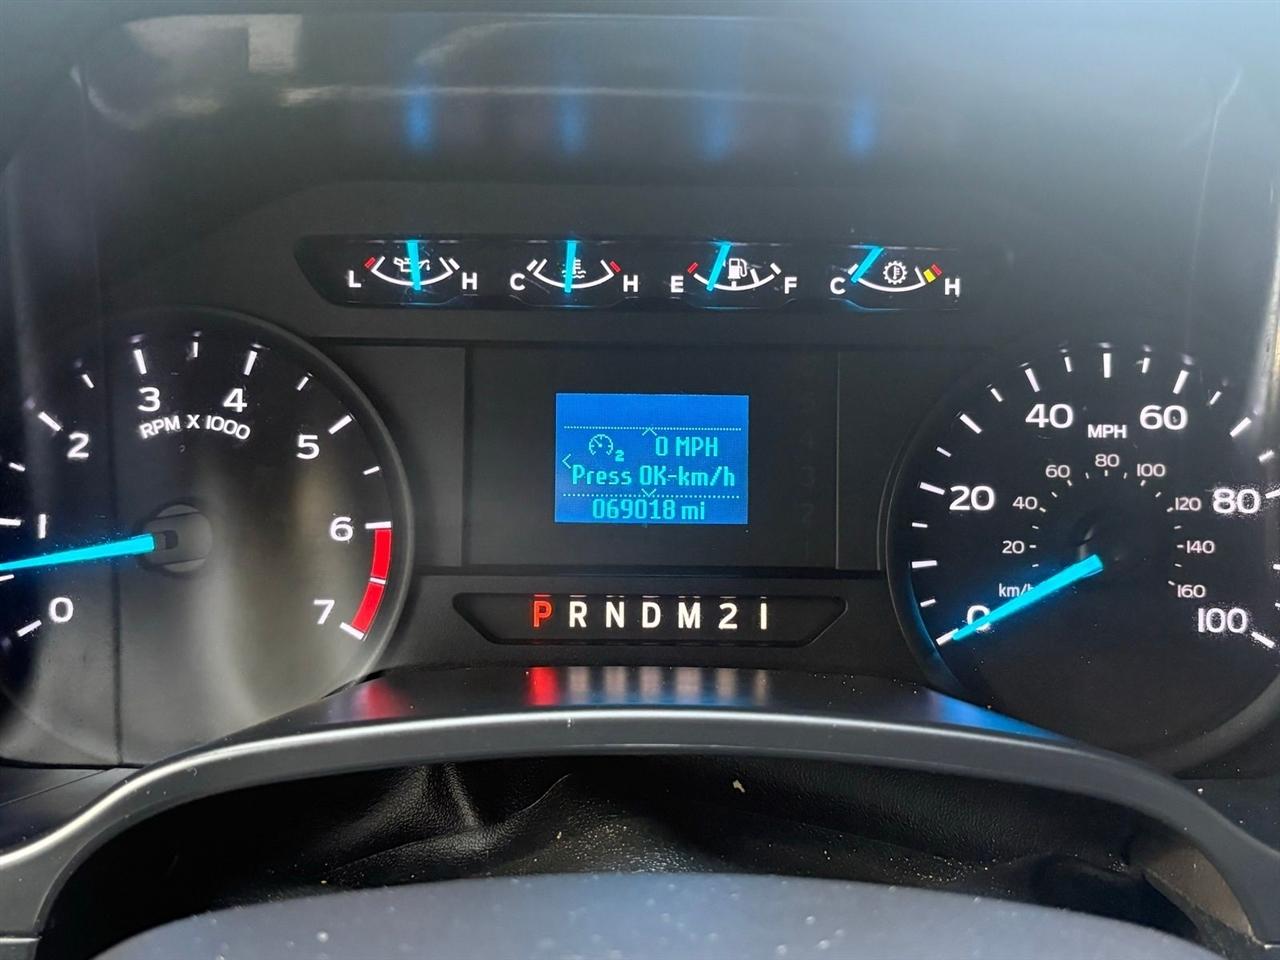 L H C H E F C H
3 4
RPM X 1000
2 5
1 6
0 7
2 0 MPH
Press OK-km/h
069018 mi
P R N D M 2 1
40 60
MPH
60 80 100
20 40 120 80
20 140
km/h 160
0 100